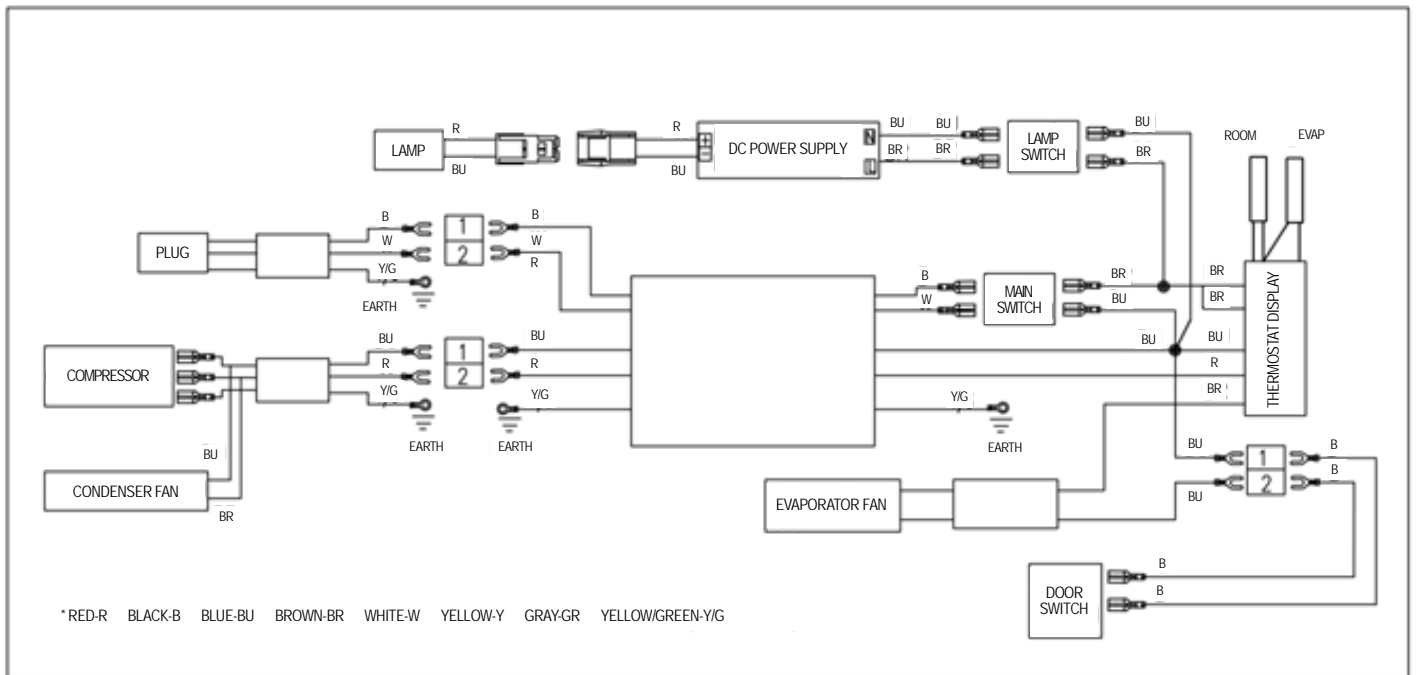 R
BU
LAMP
R
BU
+
-
DC POWER SUPPLY
N
L
BU
BR
BU
BR
LAMP
SWITCH
BU
BR
ROOM
EVAP
PLUG
B
W
Y/G
EARTH
1
2
B
W
R
B
W
MAIN
SWITCH
BR
BU
BR
BR
BU
BU
R
BR
THERMOSTAT DISPLAY
COMPRESSOR
BU
R
Y/G
EARTH
1
2
BU
R
Y/G
EARTH
Y/G
EARTH
BU
CONDENSER FAN
BR
EVAPORATOR FAN
BU
BU
1
2
B
B
DOOR
SWITCH
B
B
* RED-R BLACK-B BLUE-BU BROWN-BR WHITE-W YELLOW-Y GRAY-GR YELLOW/GREEN-Y/G